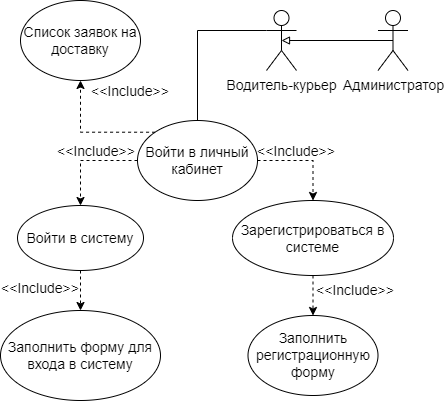 Список заявок на
доставку
Водитель-курьер
Администратор
<<Include>>
<<Include>>
Войти в личный
кабинет
<<Include>>
Войти в систему
Зарегистрироваться в
системе
<<Include>>
<<Include>>
Заполнить форму для
входа в систему
Заполнить
регистрационную
форму